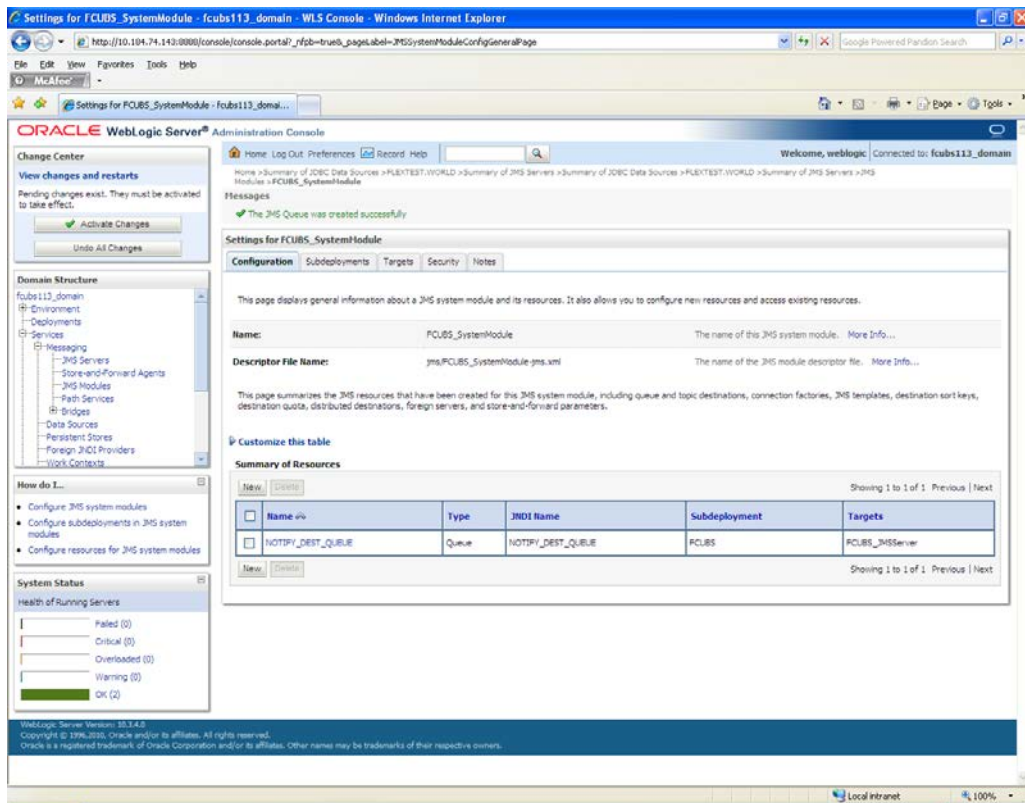 Settings for FCUBS_SystemModule - fcubs113_domain - WLS Console - Windows Internet Explorer
http://10.184.74.143:8888/console/console.portal?_nfpb=true&_pageLabel=JMSSystemModuleConfigGeneralPage
Google Powered Pandion Search
File Edit View Favorites Tools Help
McAfee
Settings for FCUBS_SystemModule - fcubs113_domai...
Page Tools
ORACLE WebLogic Server® Administration Console
Change Center
View changes and restarts
Pending changes exist. They must be activated
to take effect.
Activate Changes
Undo All Changes
Domain Structure
fcubs113_domain
Environment
Deployments
Services
Messaging
JMS Servers
Store-and-Forward Agents
JMS Modules
Path Services
Bridges
Data Sources
Persistent Stores
Foreign JNDI Providers
Work Contexts
How do I...
Configure JMS system modules
Configure subdeployments in JMS system
modules
Configure resources for JMS system modules
System Status
Health of Running Servers
Failed (0)
Critical (0)
Overloaded (0)
Warning (0)
OK (2)
Home Log Out Preferences Record Help
Welcome, weblogic Connected to: fcubs113_domain
Home >Summary of JDBC Data Sources >FLEXTEST.WORLD >Summary of JMS Servers >Summary of JDBC Data Sources >FLEXTEST.WORLD >Summary of JMS Servers >JMS
Modules >FCUBS_SystemModule
Messages
The JMS Queue was created successfully
Settings for FCUBS_SystemModule
Configuration Subdeployments Targets Security Notes
This page displays general information about a JMS system module and its resources. It also allows you to configure new resources and access existing resources.
Name: FCUBS_SystemModule The name of this JMS system module. More Info...
Descriptor File Name: jms/FCUBS_SystemModule-jms.xml The name of the JMS module descriptor file. More Info...
This page summarizes the JMS resources that have been created for this JMS system module, including queue and topic destinations, connection factories, JMS templates, destination sort keys,
destination quota, distributed destinations, foreign servers, and store-and-forward parameters.
Customize this table
Summary of Resources
New Delete Showing 1 to 1 of 1 Previous | Next
Name Type JNDI Name Subdeployment Targets
NOTIFY_DEST_QUEUE Queue NOTIFY_DEST_QUEUE FCUBS FCUBS_JMSServer
New Delete Showing 1 to 1 of 1 Previous | Next
WebLogic Server Version: 10.3.4.0
Copyright © 1996,2010, Oracle and/or its affiliates. All rights reserved.
Oracle is a registered trademark of Oracle Corporation and/or its affiliates. Other names may be trademarks of their respective owners.
Local intranet 100%